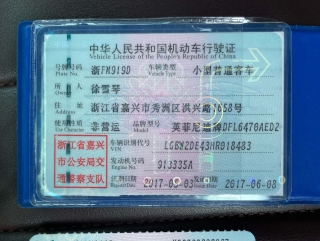 中华人民共和国机动车行驶证
Vehicle License of the People's Republic of China
号牌号码 浙FM919D 车辆类型 小型普通客车
Plate No. Vehicle Type
所有人 徐雪琴
Owner
住址 浙江省嘉兴市秀洲区洪兴路1658号
Address
使用性质 非营运 品牌型号 英菲尼迪牌DFL6470AED2
Use Character Model
浙江省嘉兴 车辆识别代号 LGBV2DE43HR018483
VIN
市公安局交 发动机号码 913335A
Engine No.
通警察支队 注册日期 2017-03-03 发证日期 2017-06-08
Register Date Issue Date